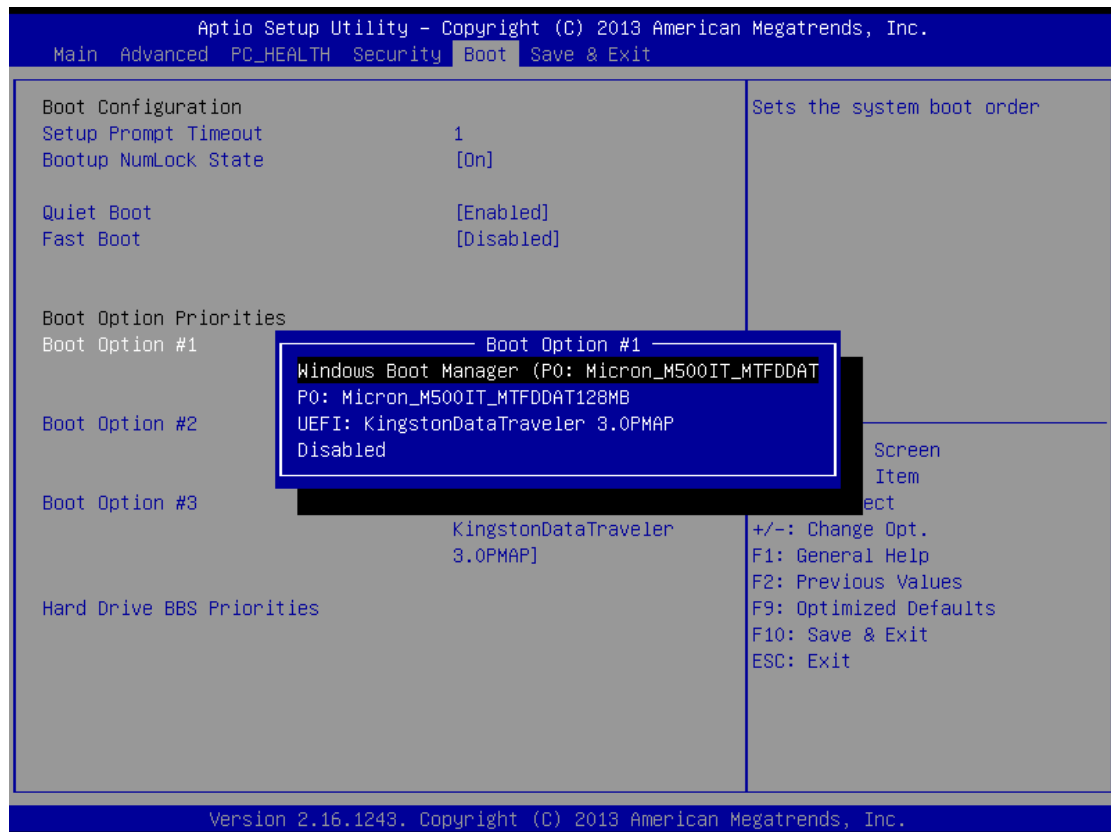 Aptio Setup Utility – Copyright (C) 2013 American Megatrends, Inc.
Main Advanced PC_HEALTH Security Boot Save & Exit
Boot Configuration
Setup Prompt Timeout 1
Bootup NumLock State [On]
Quiet Boot [Enabled]
Fast Boot [Disabled]
Boot Option Priorities
Boot Option #1
Boot Option #2
Boot Option #3
KingstonDataTraveler
3.0PMAP]
Hard Drive BBS Priorities
Boot Option #1
Windows Boot Manager (P0: Micron_M500IT_MTFDDAT
P0: Micron_M500IT_MTFDDAT128MB
UEFI: KingstonDataTraveler 3.0PMAP
Disabled
Sets the system boot order
Screen
Item
ect
+/-: Change Opt.
F1: General Help
F2: Previous Values
F9: Optimized Defaults
F10: Save & Exit
ESC: Exit
Version 2.16.1243. Copyright (C) 2013 American Megatrends, Inc.